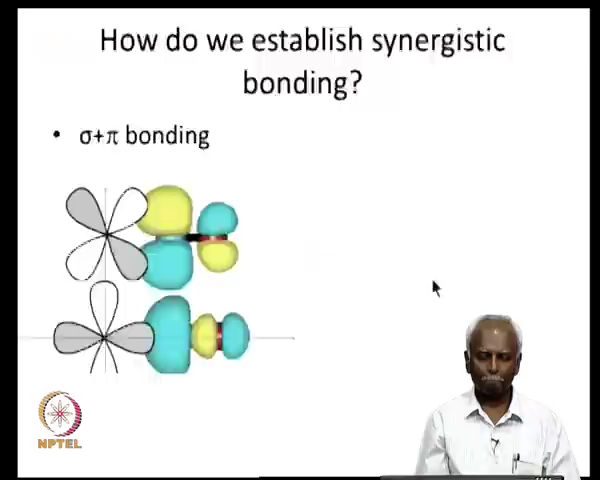 How do we establish synergistic
bonding?
• σ+π bonding
NPTEL